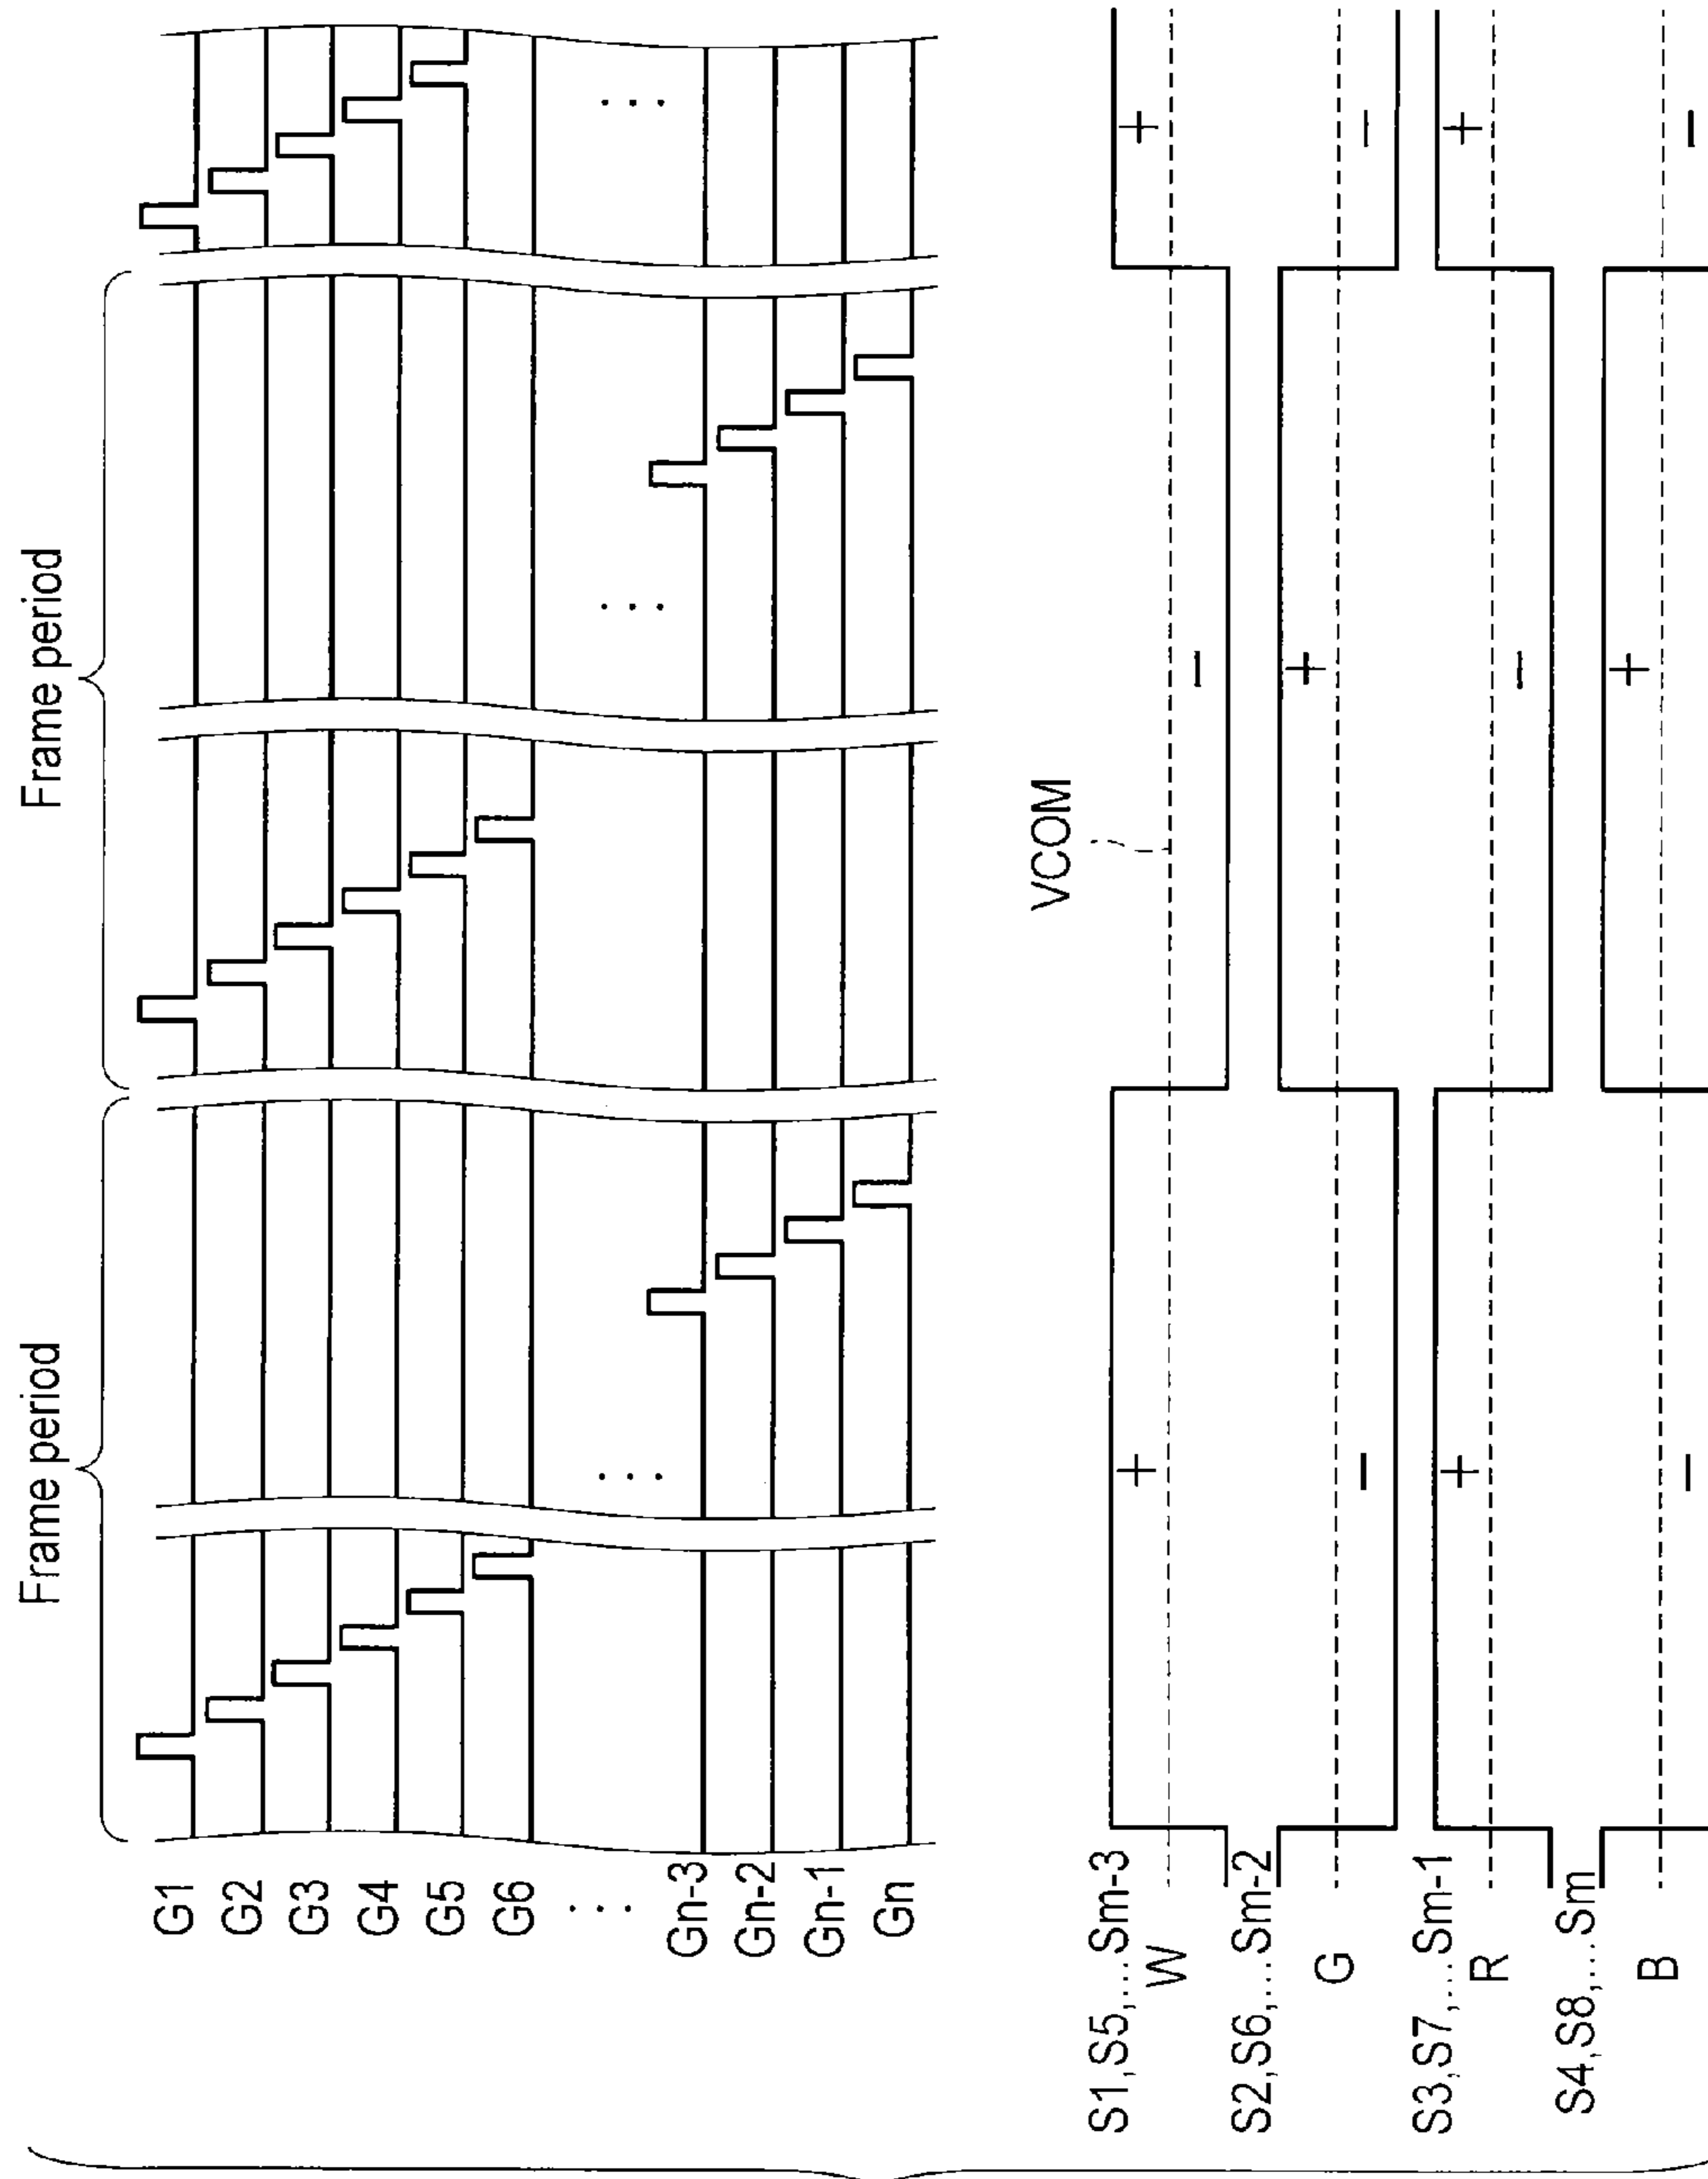 Frame period
Frame period
G1
G2
G3
G4
G5
G6
⋮
Gn-3
Gn-2
Gn-1
Gn
...
...
...
VCOM
S1,S5,...Sm-3
W
+
−
+
S2,S6,...Sm-2
G
−
+
−
S3,S7,...Sm-1
R
+
−
+
S4,S8,...Sm
B
−
+
−